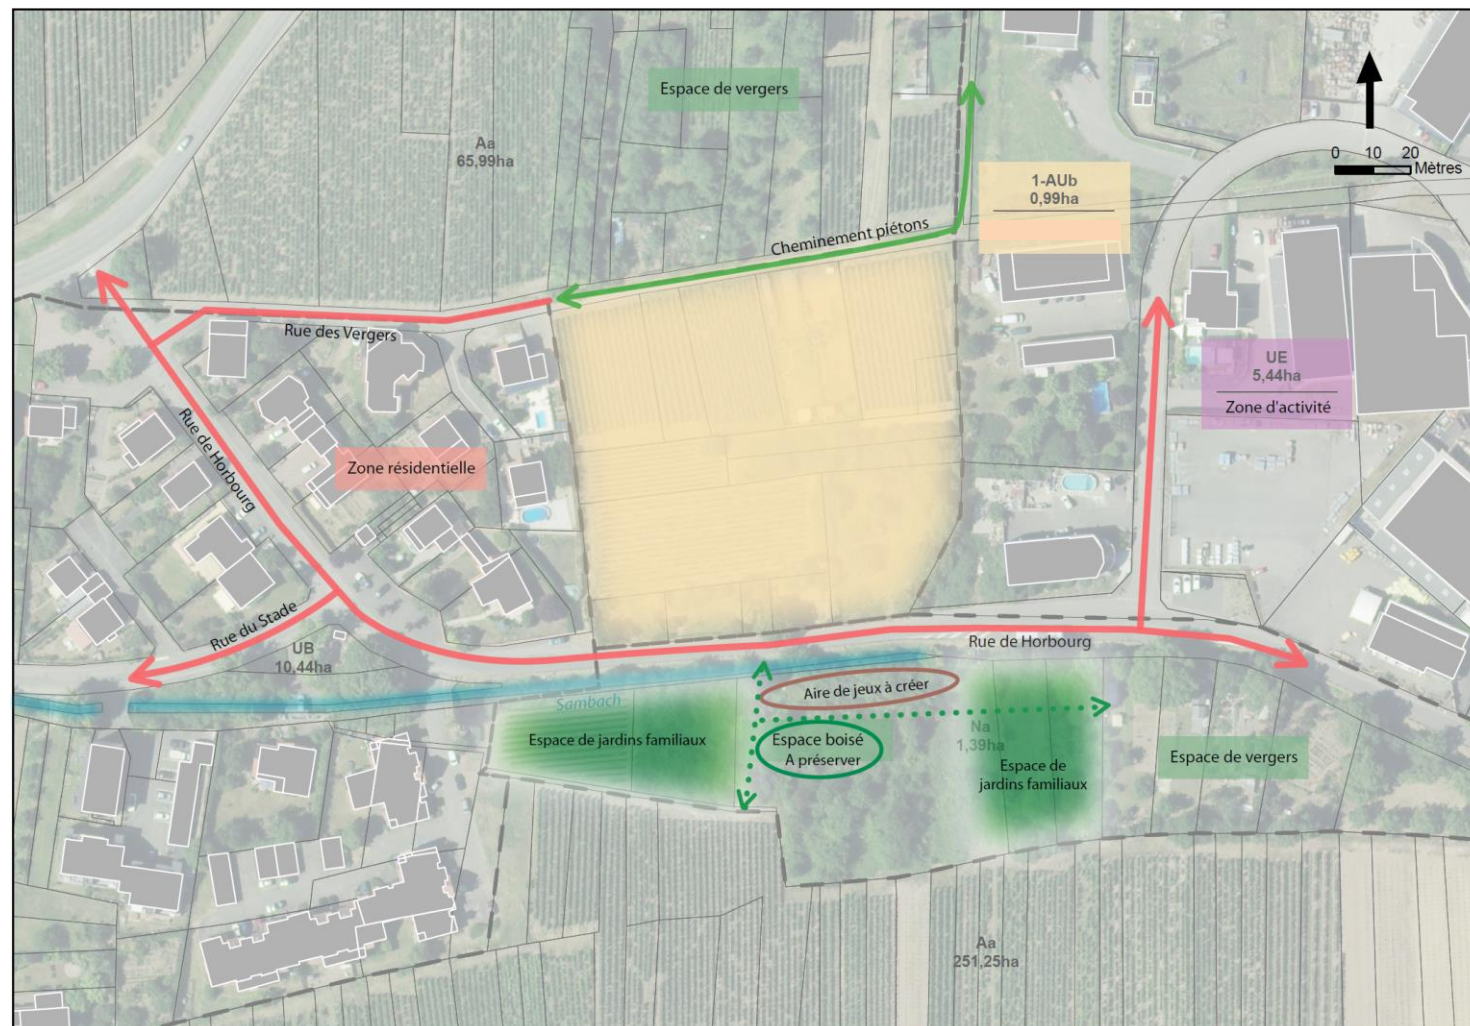 Espace de vergers
Aa
65,99ha
0 10 20
Mètres
1-AUb
0,99ha
Cheminement piétons
Rue des Vergers
UE
5,44ha
Zone d'activité
Rue de Horbourg
Zone résidentielle
Rue du Stade
UB
10,44ha
Rue de Horbourg
Sambach
Aire de jeux à créer
Espace de jardins familiaux
Espace boisé
A préserver
Na
1,39ha
Espace de
jardins familiaux
Espace de vergers
Aa
251,25ha